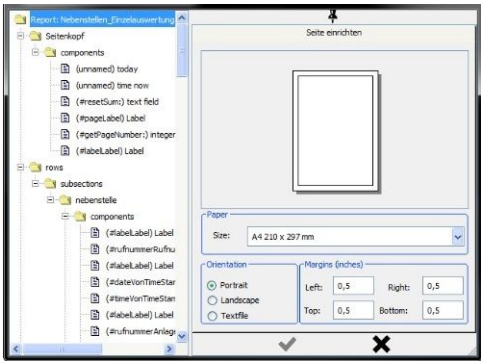 Report: Nebenstellen_Einzelauswertung
Seitenkopf
components
(unnamed) today
(unnamed) time now
(#resetSum:) text field
(#pageLabel) Label
(#getPageNumber:) integer
(#labelLabel) Label
rows
subsections
nebenstelle
components
(#labelLabel) Label
(#rufnummerRufnu
(#labelLabel) Label
(#dateVonTimeStar
(#timeVonTimeStar
(#labelLabel) Label
(#labelLabel) Label
(#rufnummerAnlage
Seite einrichten
Paper
Size: A4 210 x 297 mm
Orientation
Portrait
Landscape
Textfile
Margins (inches)
Left: 0,5 Right: 0,5
Top: 0,5 Bottom: 0,5